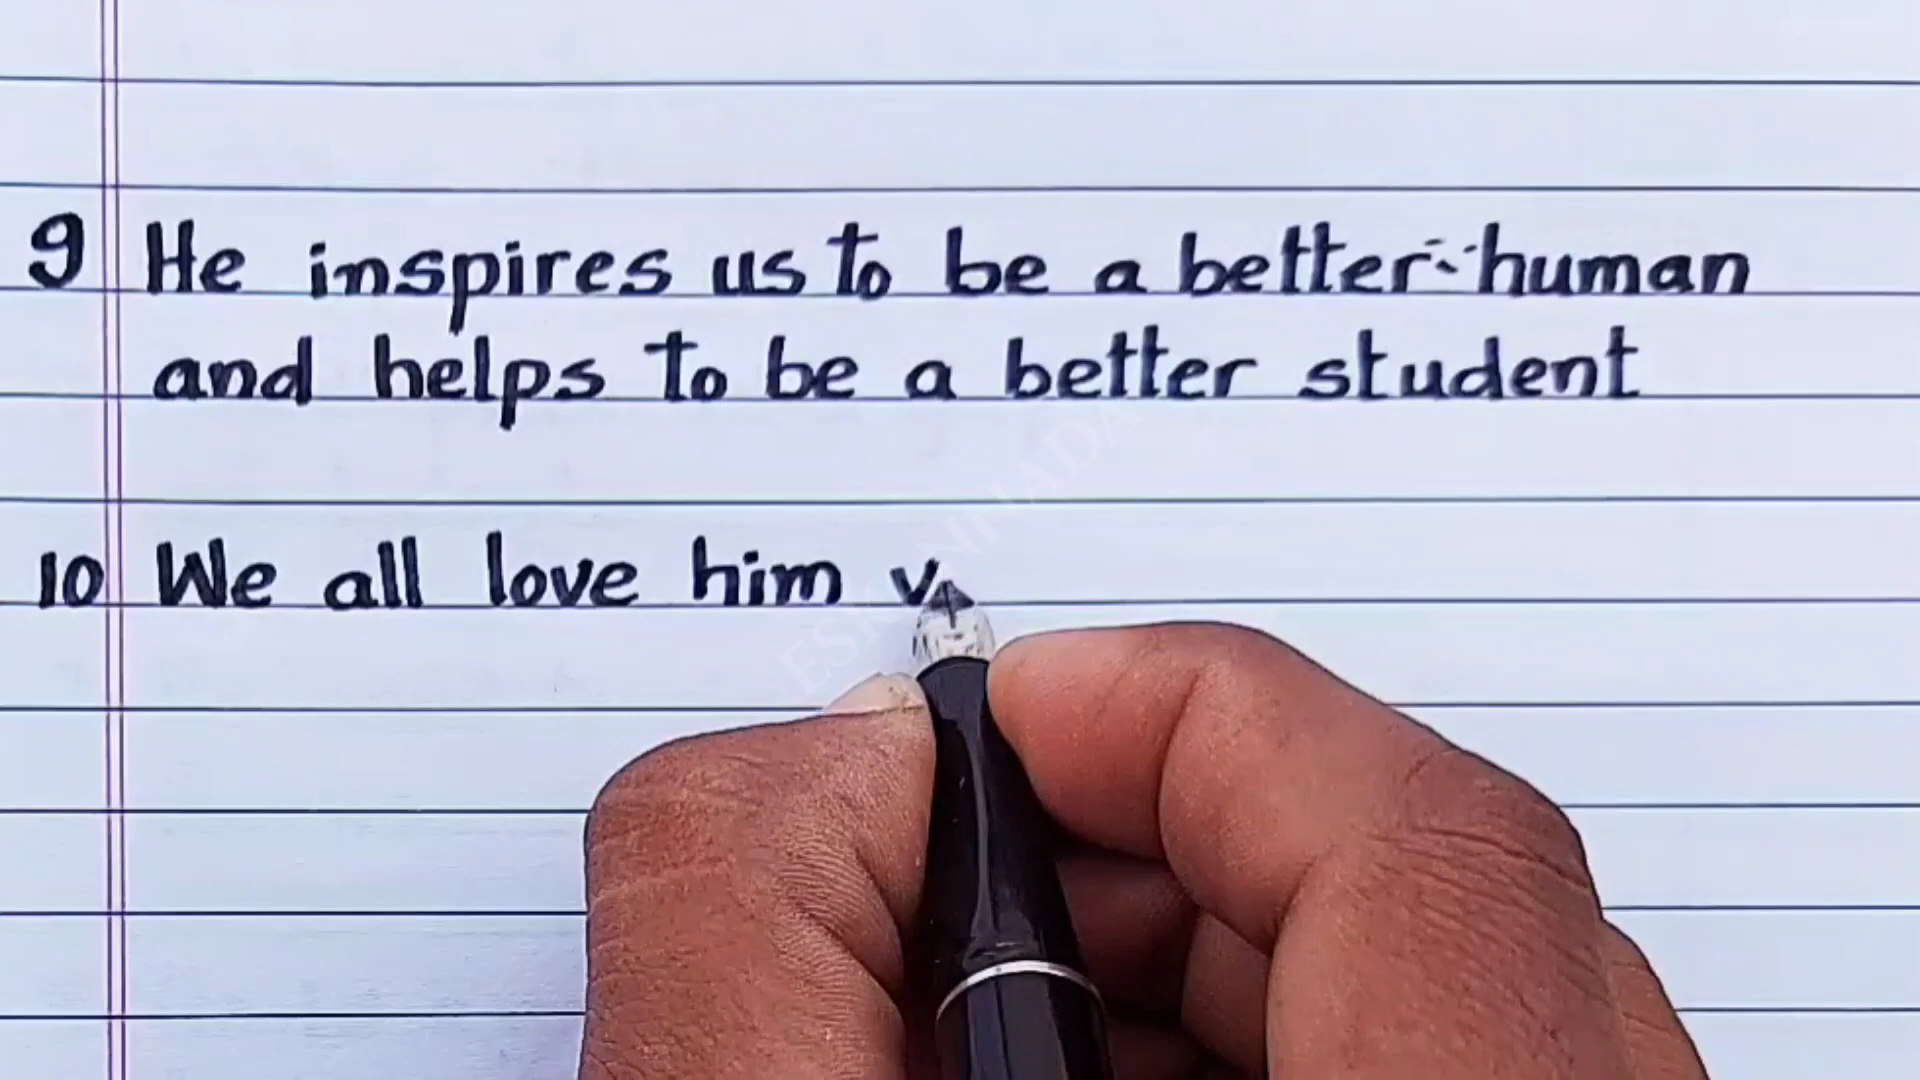 9 He inspires us to be a better human
and helps to be a better student
10 We all love him v